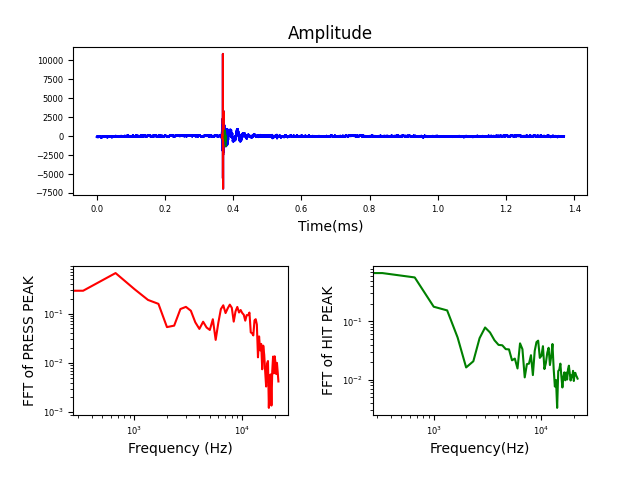 Amplitude
10000
7500
5000
2500
0
−2500
−5000
−7500
0.0 0.2 0.4 0.6 0.8 1.0 1.2 1.4
Time(ms)
FFT of PRESS PEAK
10⁻¹
10⁻²
10⁻³
10³ 10⁴
Frequency (Hz)
FFT of HIT PEAK
10⁻¹
10⁻²
10³ 10⁴
Frequency(Hz)